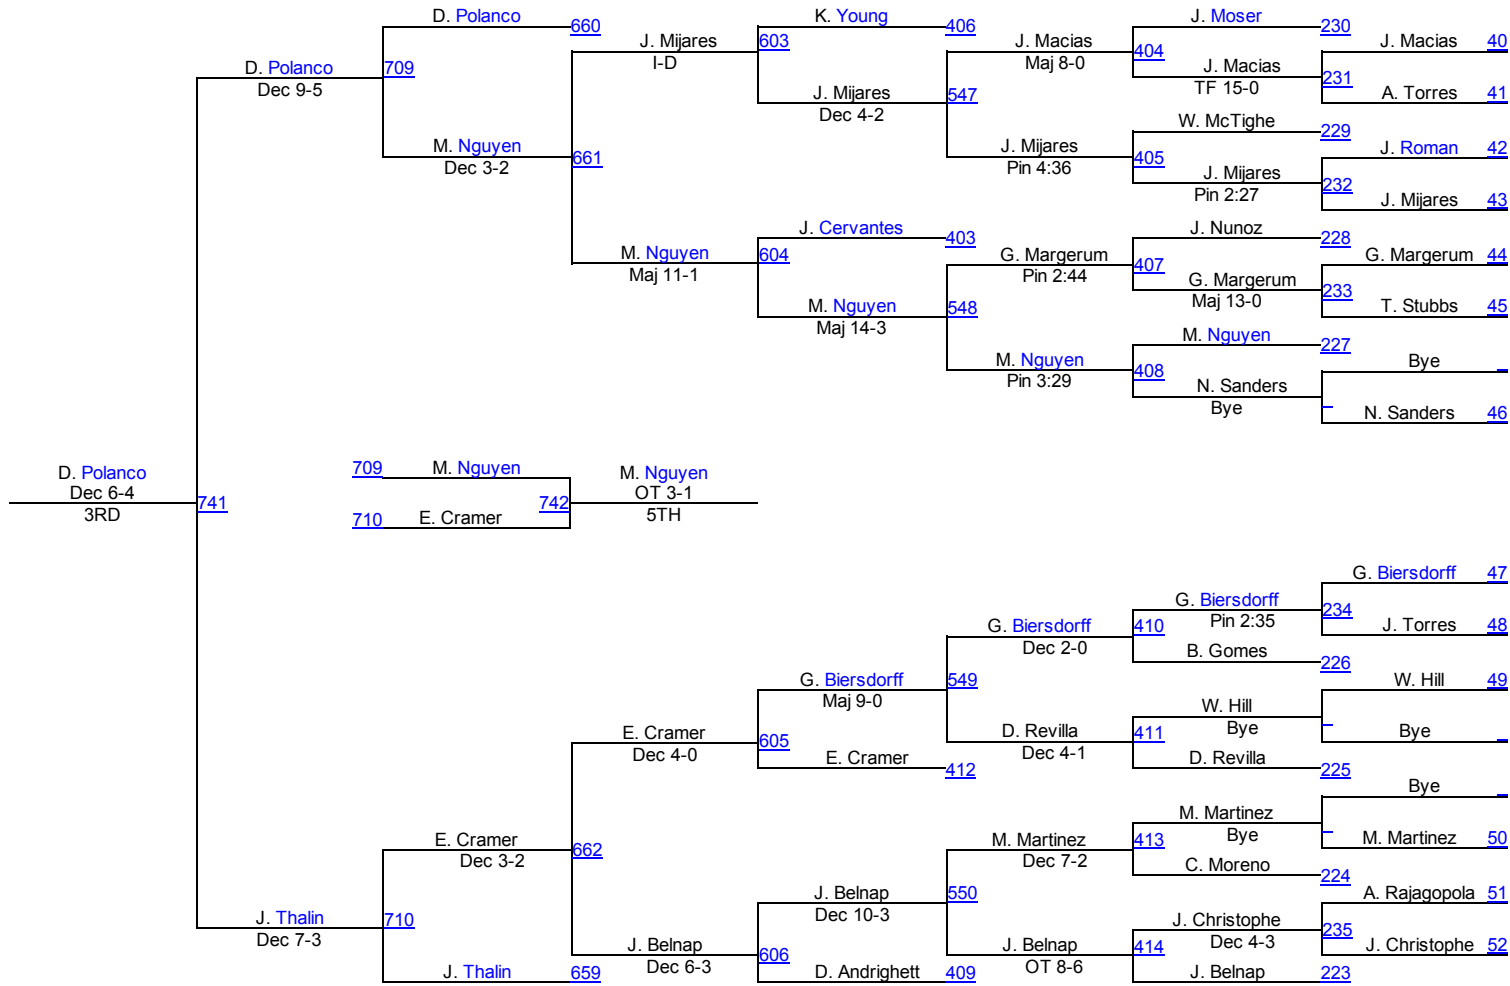 D. Polanco 660
K. Young 406
J. Moser 230
J. Mijares 603
I-D
J. Macias
Maj 8-0
404
J. Macias 40
D. Polanco 709
Dec 9-5
J. Macias
TF 15-0
231
J. Mijares
Dec 4-2
547
A. Torres 41
W. McTighe 229
M. Nguyen
Dec 3-2
661
J. Mijares
Pin 4:36
405
J. Roman 42
J. Mijares
Pin 2:27
232
J. Mijares 43
J. Cervantes 403
J. Nunoz 228
M. Nguyen
Maj 11-1
604
G. Margerum
Pin 2:44
407
G. Margerum 44
G. Margerum
Maj 13-0
233
M. Nguyen
Maj 14-3
548
T. Stubbs 45
M. Nguyen 227
M. Nguyen
Pin 3:29
408
Bye
N. Sanders
Bye
N. Sanders 46
D. Polanco
Dec 6-4
3RD
741
709 M. Nguyen
M. Nguyen
OT 3-1
5TH
742
710 E. Cramer
G. Biersdorff 47
G. Biersdorff
Pin 2:35
234
G. Biersdorff
Dec 2-0
410
J. Torres 48
B. Gomes 226
G. Biersdorff
Maj 9-0
549
W. Hill 49
W. Hill
Bye
E. Cramer
Dec 4-0
605
D. Revilla
Dec 4-1
411
Bye
E. Cramer 412
D. Revilla 225
Bye
M. Martinez
Bye
E. Cramer
Dec 3-2
662
M. Martinez
Dec 7-2
413
M. Martinez 50
C. Moreno 224
J. Belnap
Dec 10-3
550
A. Rajagopola 51
J. Thalin
Dec 7-3
710
J. Christophe
Dec 4-3
235
J. Belnap
Dec 6-3
606
J. Belnap
OT 8-6
414
J. Christophe 52
J. Thalin 659
D. Andrighett 409
J. Belnap 223